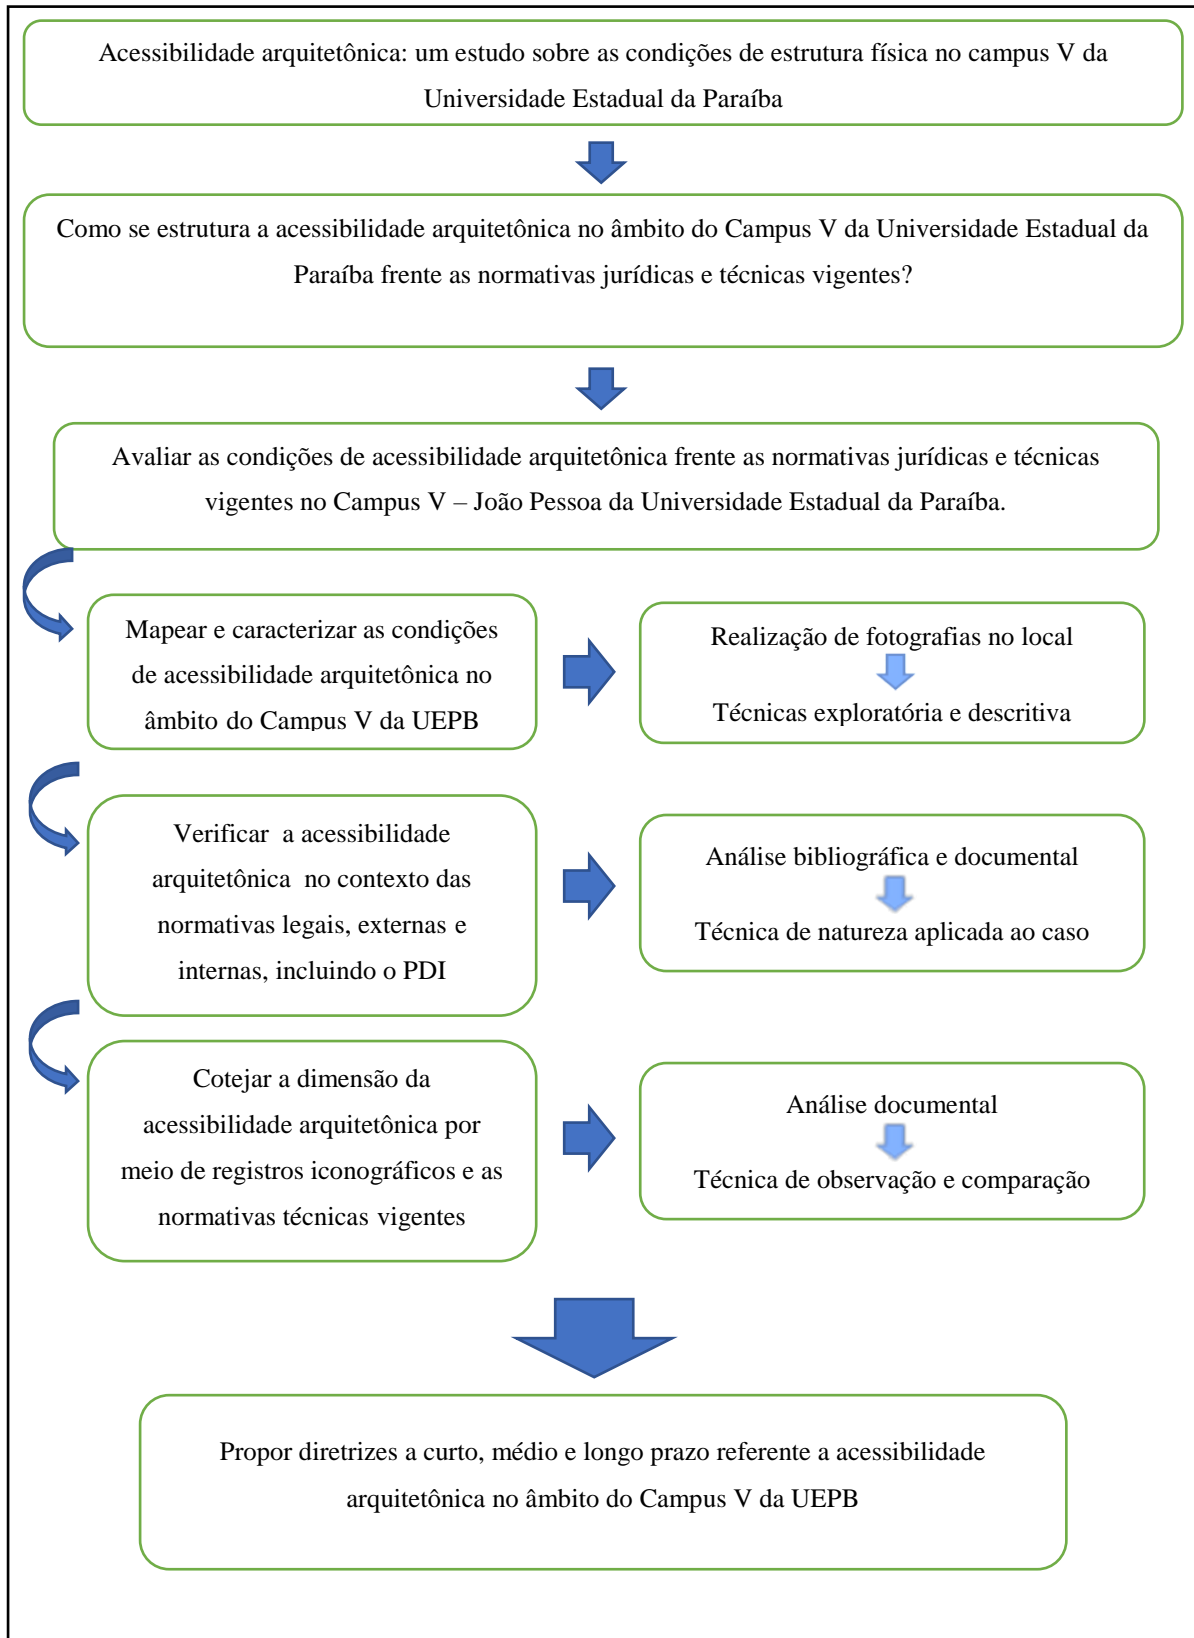 Acessibilidade arquitetônica: um estudo sobre as condições de estrutura física no campus V da
Universidade Estadual da Paraíba
Como se estrutura a acessibilidade arquitetônica no âmbito do Campus V da Universidade Estadual da
Paraíba frente as normativas jurídicas e técnicas vigentes?
Avaliar as condições de acessibilidade arquitetônica frente as normativas jurídicas e técnicas
vigentes no Campus V – João Pessoa da Universidade Estadual da Paraíba.
Mapear e caracterizar as condições
de acessibilidade arquitetônica no
âmbito do Campus V da UEPB
Realização de fotografias no local
Técnicas exploratória e descritiva
Verificar a acessibilidade
arquitetônica no contexto das
normativas legais, externas e
internas, incluindo o PDI
Análise bibliográfica e documental
Técnica de natureza aplicada ao caso
Cotejar a dimensão da
acessibilidade arquitetônica por
meio de registros iconográficos e as
normativas técnicas vigentes
Análise documental
Técnica de observação e comparação
Propor diretrizes a curto, médio e longo prazo referente a acessibilidade
arquitetônica no âmbito do Campus V da UEPB